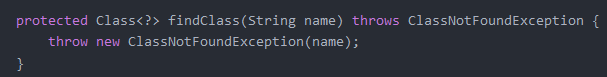 protected Class<?> findClass(String name) throws ClassNotFoundException {
    throw new ClassNotFoundException(name);
}